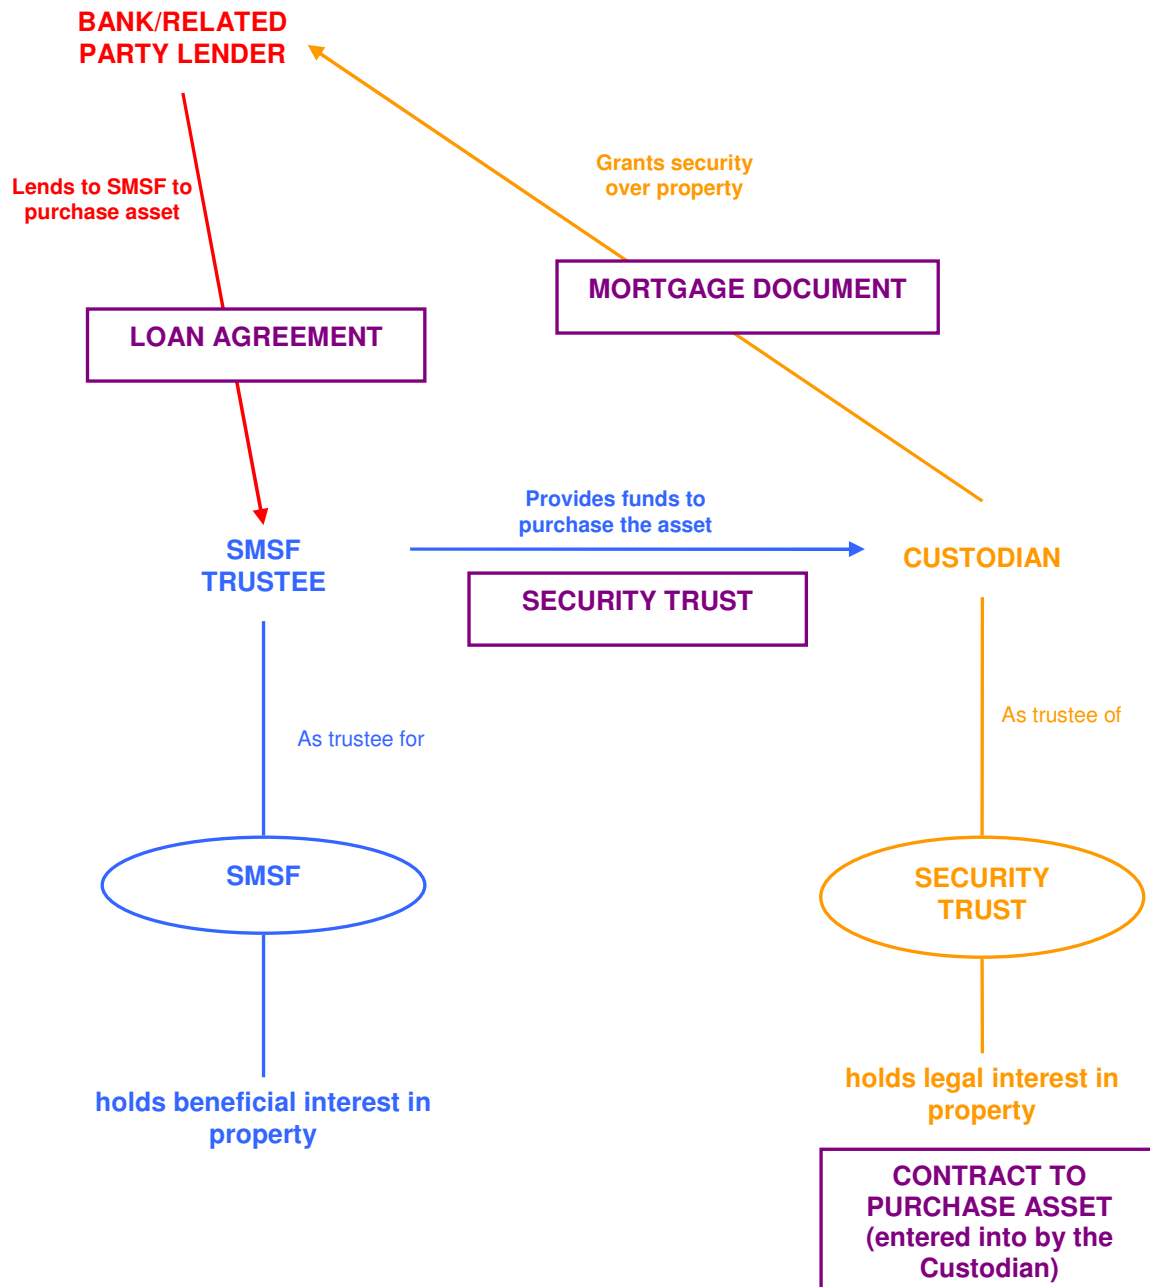 BANK/RELATED
PARTY LENDER
Grants security
over property
Lends to SMSF to
purchase asset
MORTGAGE DOCUMENT
LOAN AGREEMENT
Provides funds to
purchase the asset
SMSF
TRUSTEE
CUSTODIAN
SECURITY TRUST
As trustee for
As trustee of
SMSF
SECURITY
TRUST
holds beneficial interest in
property
holds legal interest in
property
CONTRACT TO
PURCHASE ASSET
(entered into by the
Custodian)